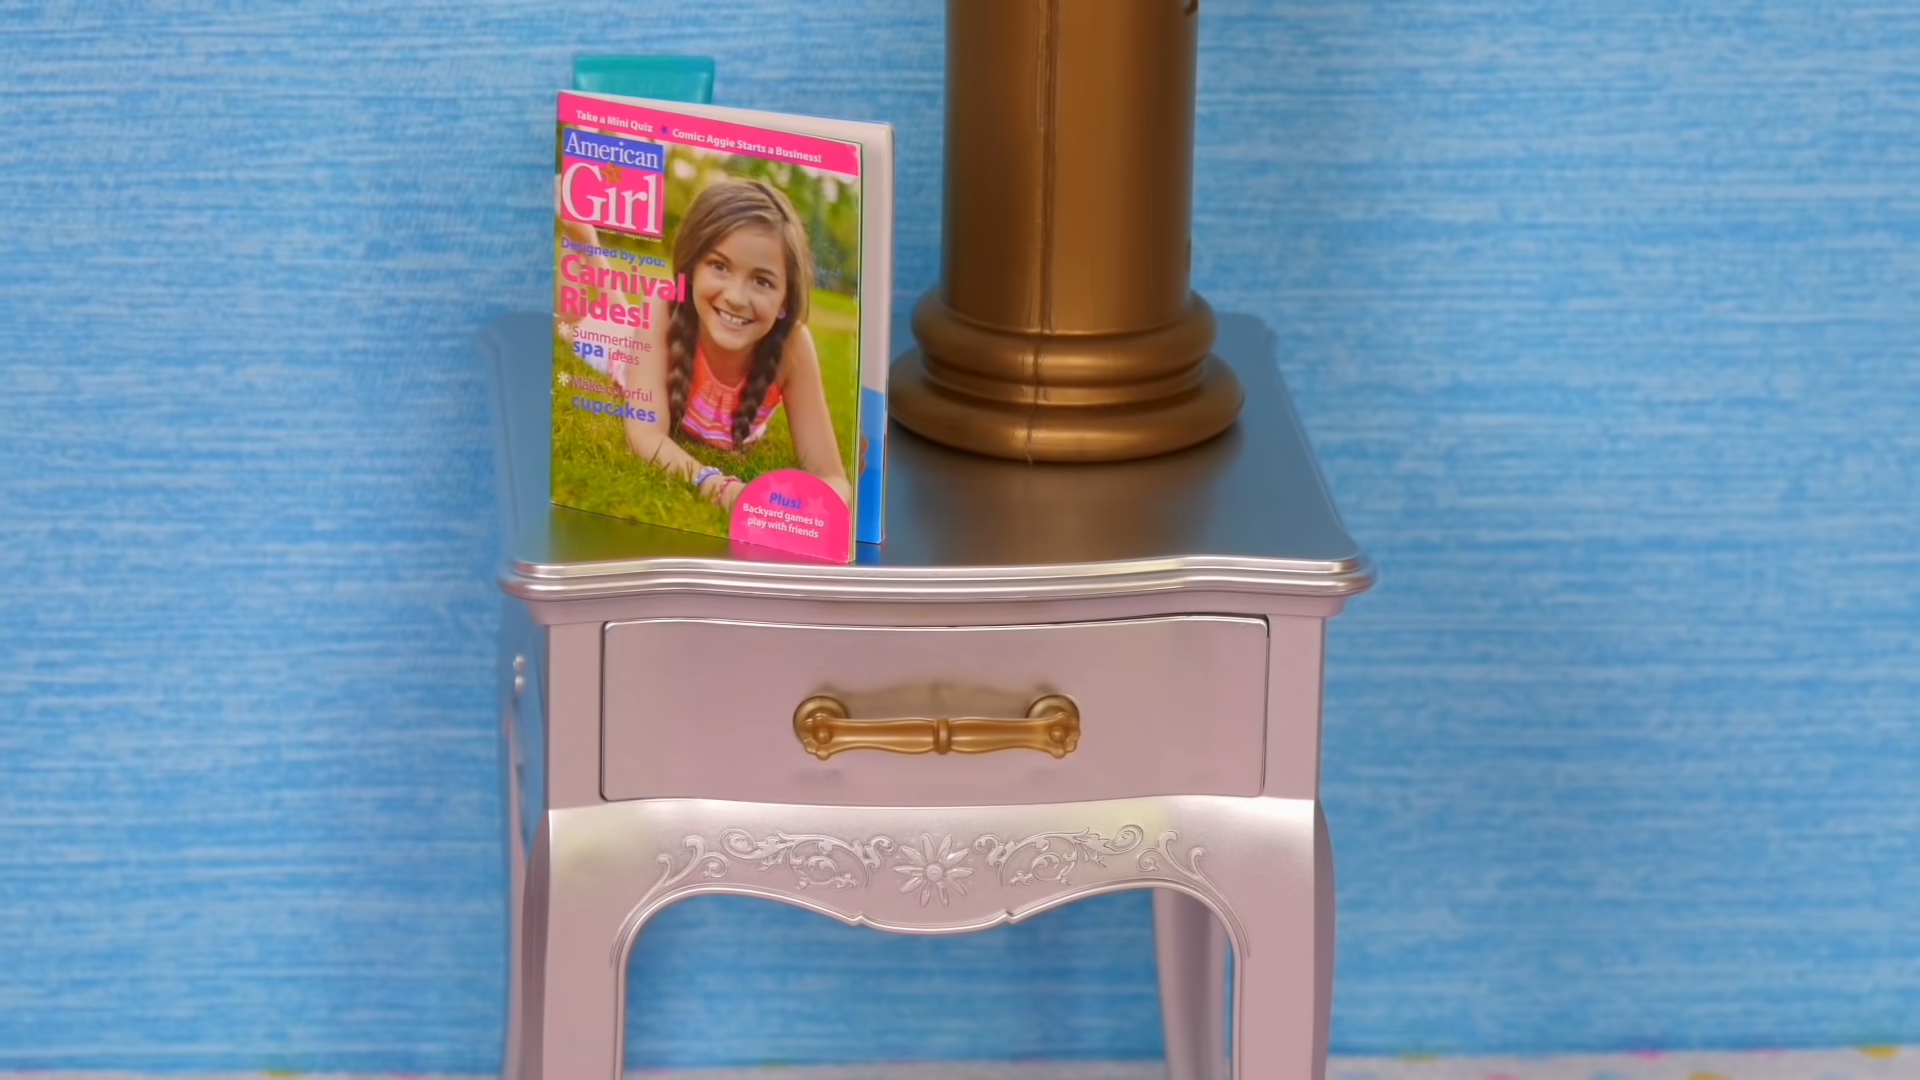 Take a Mini Quiz ★ Comic: Aggie Starts a Business!
American
Girl
Designed by you:
Carnival
Rides!
Summertime
spa ideas
Make colorful
cupcakes
Plus!
Backyard games to
play with friends